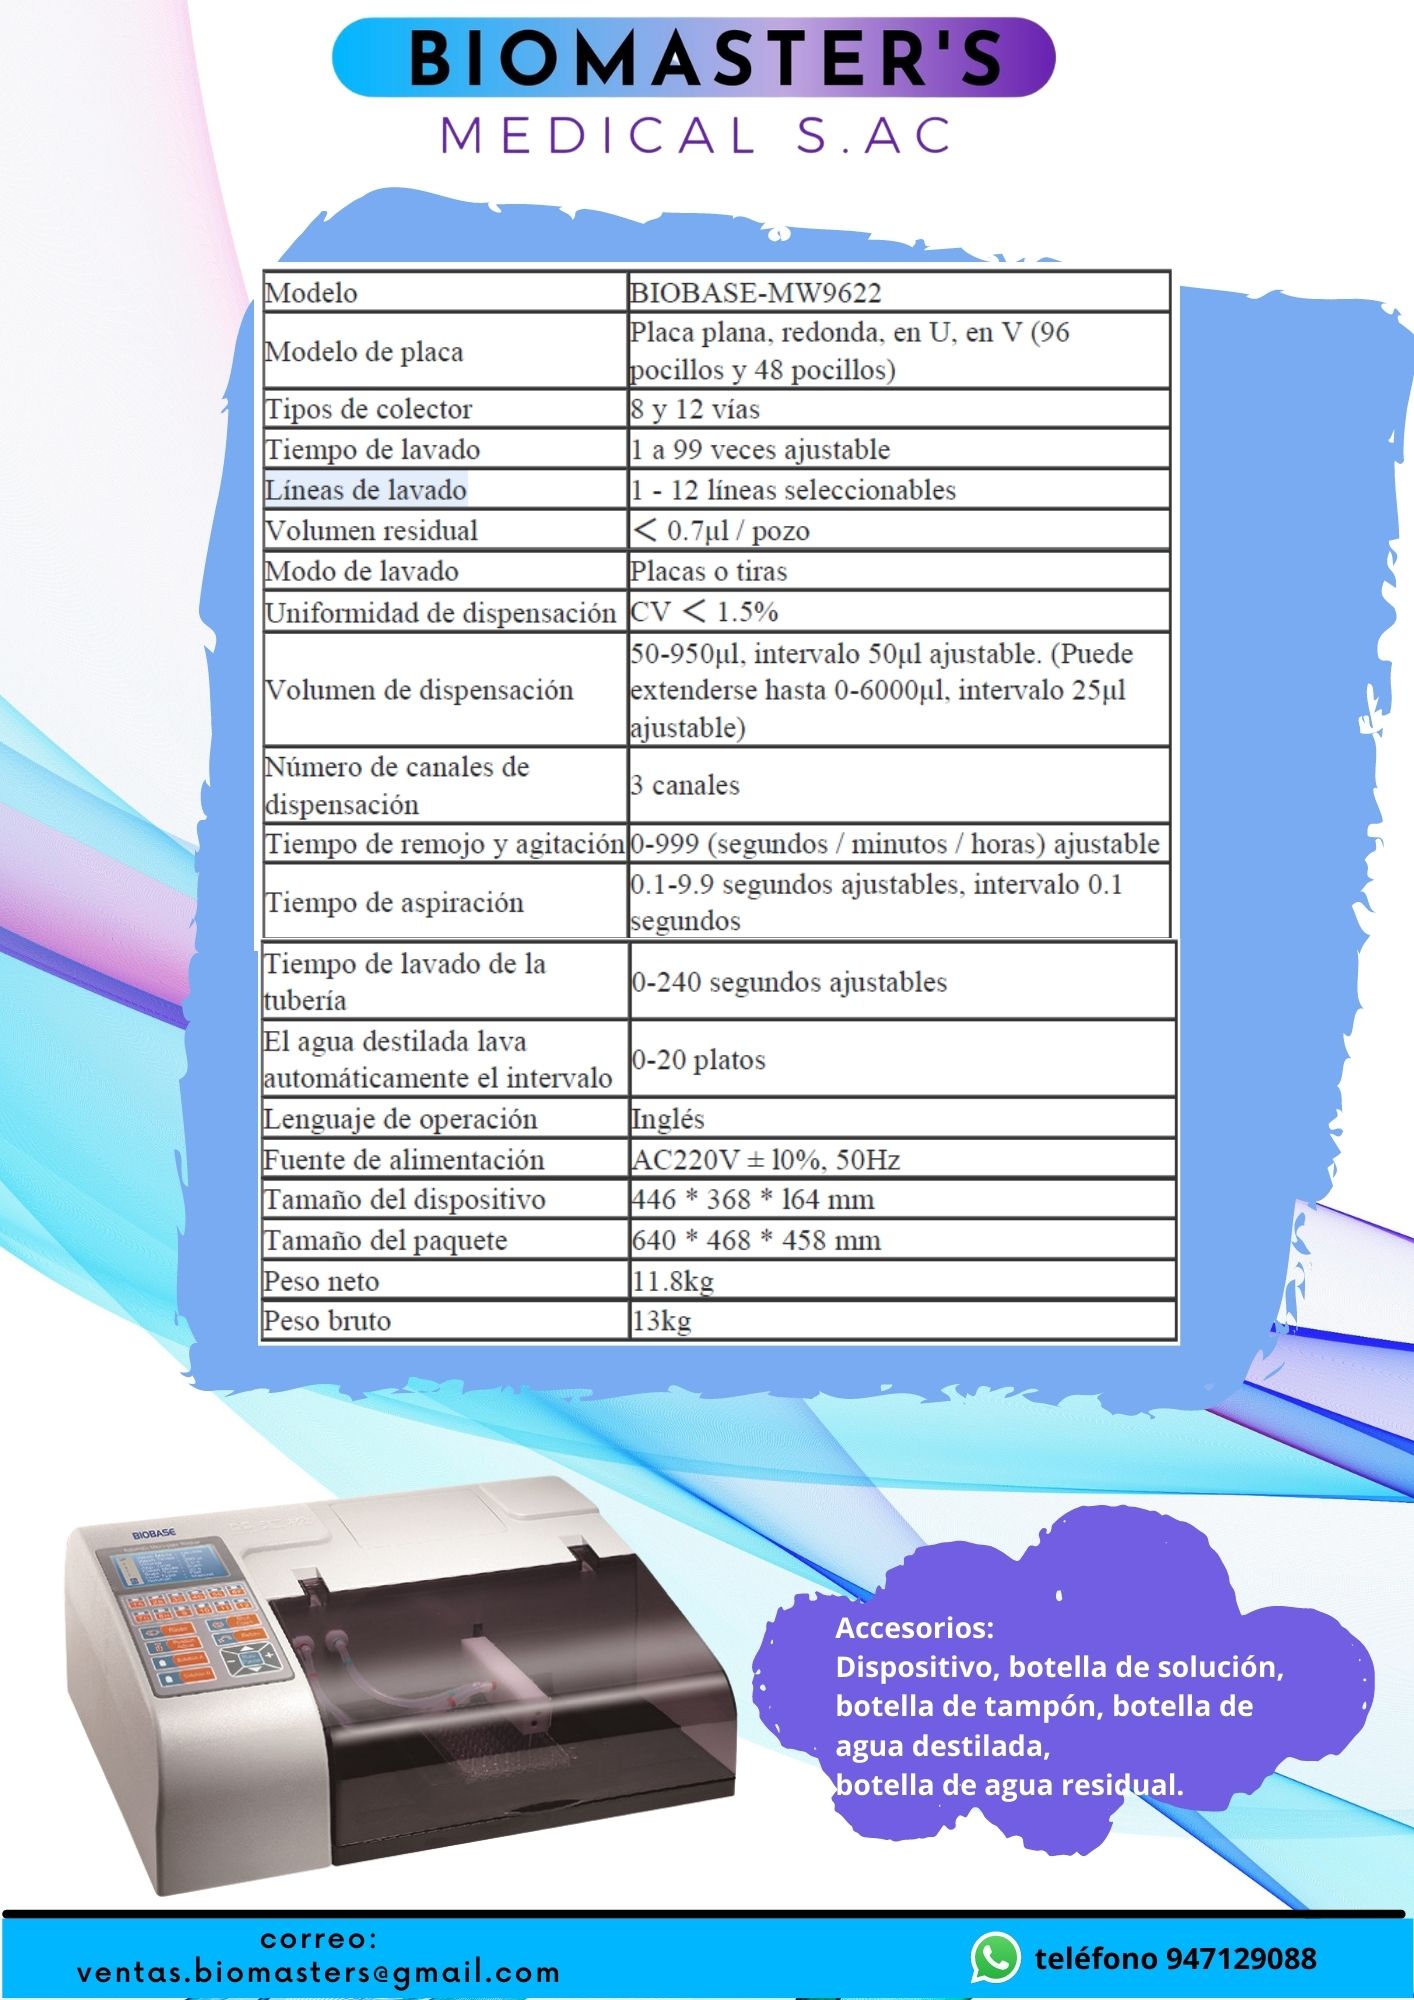 BIOMASTER'S
MEDICAL S.AC
Modelo
BIOBASE-MW9622
Modelo de placa
Placa plana, redonda, en U, en V (96
pocillos y 48 pocillos)
Tipos de colector
8 y 12 vías
Tiempo de lavado
1 a 99 veces ajustable
Líneas de lavado
1 - 12 líneas seleccionables
Volumen residual
＜ 0.7µl / pozo
Modo de lavado
Placas o tiras
Uniformidad de dispensación
CV ＜ 1.5%
Volumen de dispensación
50-950µl, intervalo 50µl ajustable. (Puede
extenderse hasta 0-6000µl, intervalo 25µl
ajustable)
Número de canales de
dispensación
3 canales
Tiempo de remojo y agitación
0-999 (segundos / minutos / horas) ajustable
Tiempo de aspiración
0.1-9.9 segundos ajustables, intervalo 0.1
segundos
Tiempo de lavado de la
tubería
0-240 segundos ajustables
El agua destilada lava
automáticamente el intervalo
0-20 platos
Lenguaje de operación
Inglés
Fuente de alimentación
AC220V ± l0%, 50Hz
Tamaño del dispositivo
446 * 368 * l64 mm
Tamaño del paquete
640 * 468 * 458 mm
Peso neto
11.8kg
Peso bruto
13kg
BIOBASE
Accesorios:
Dispositivo, botella de solución,
botella de tampón, botella de
agua destilada,
botella de agua residual.
correo:
ventas.biomasters@gmail.com
teléfono 947129088